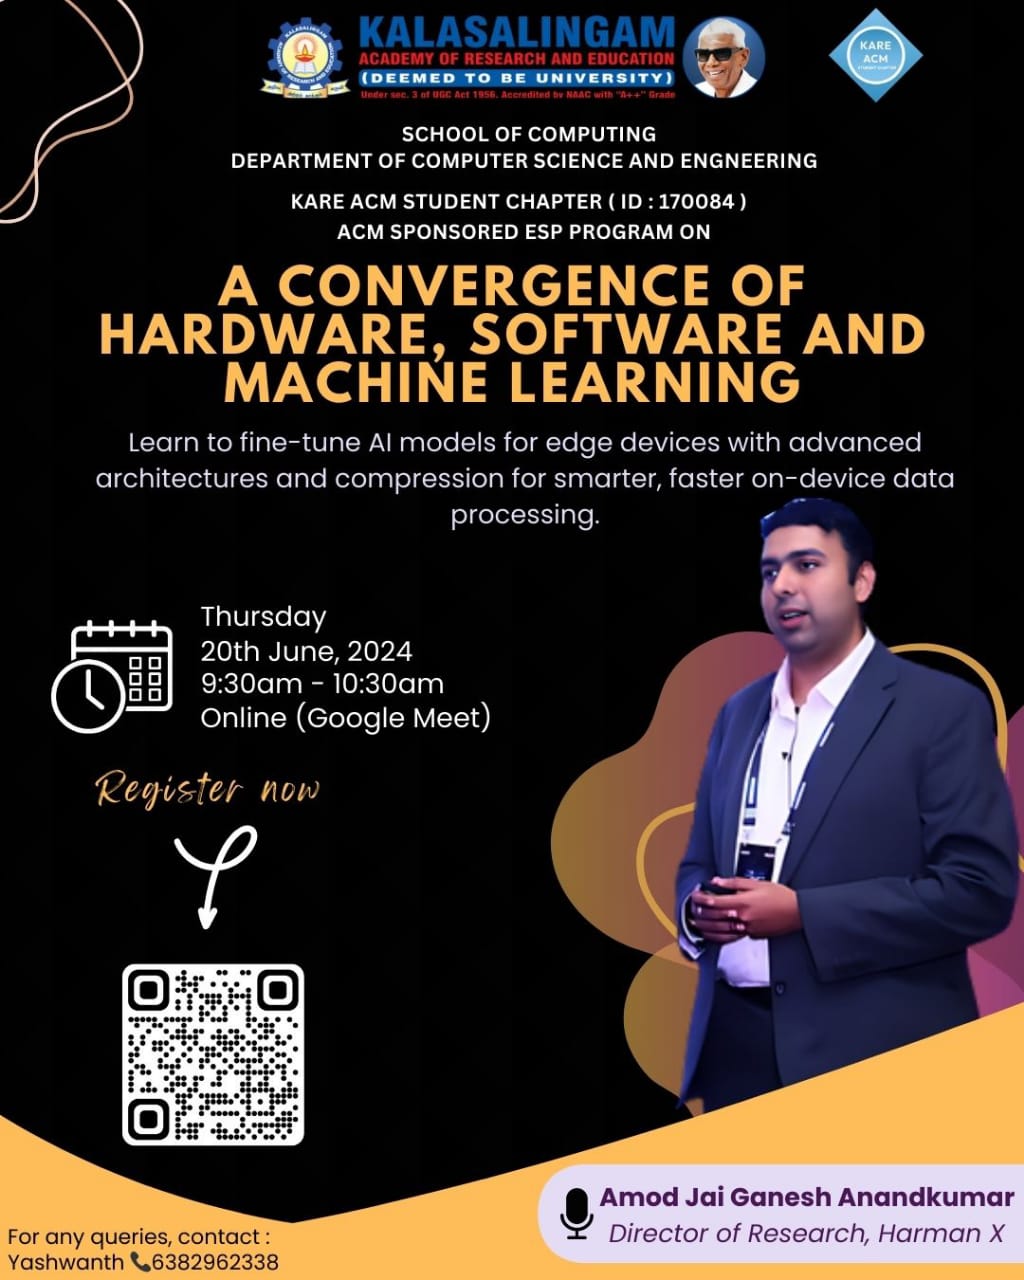 KALASALINGAM
ACADEMY OF RESEARCH AND EDUCATION
(DEEMED TO BE UNIVERSITY)
Under sec. 3 of UGC Act 1956. Accredited by NAAC with "A++" Grade
KARE
ACM
STUDENT CHAPTER
SCHOOL OF COMPUTING
DEPARTMENT OF COMPUTER SCIENCE AND ENGNEERING
KARE ACM STUDENT CHAPTER ( ID : 170084 )
ACM SPONSORED ESP PROGRAM ON
A CONVERGENCE OF
HARDWARE, SOFTWARE AND
MACHINE LEARNING
Learn to fine-tune AI models for edge devices with advanced
architectures and compression for smarter, faster on-device data
processing.
Thursday
20th June, 2024
9:30am - 10:30am
Online (Google Meet)
Register now
Amod Jai Ganesh Anandkumar
Director of Research, Harman X
For any queries, contact :
Yashwanth 📞6382962338